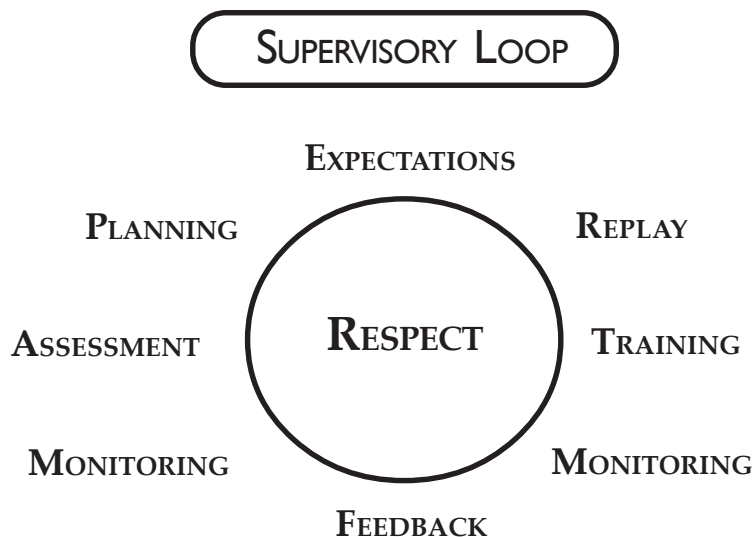 SUPERVISORY LOOP
EXPECTATIONS
PLANNING
REPLAY
RESPECT
ASSESSMENT
TRAINING
MONITORING
MONITORING
FEEDBACK